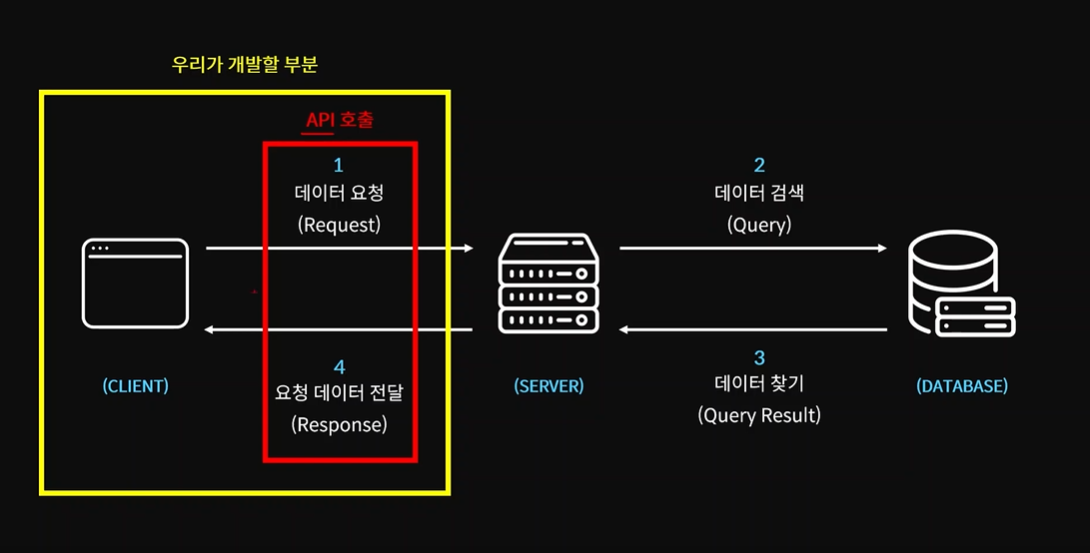 우리가 개발할 부분
API 호출
1
데이터 요청
(Request)
2
데이터 검색
(Query)
(CLIENT)
4
요청 데이터 전달
(Response)
(SERVER)
3
데이터 찾기
(Query Result)
(DATABASE)